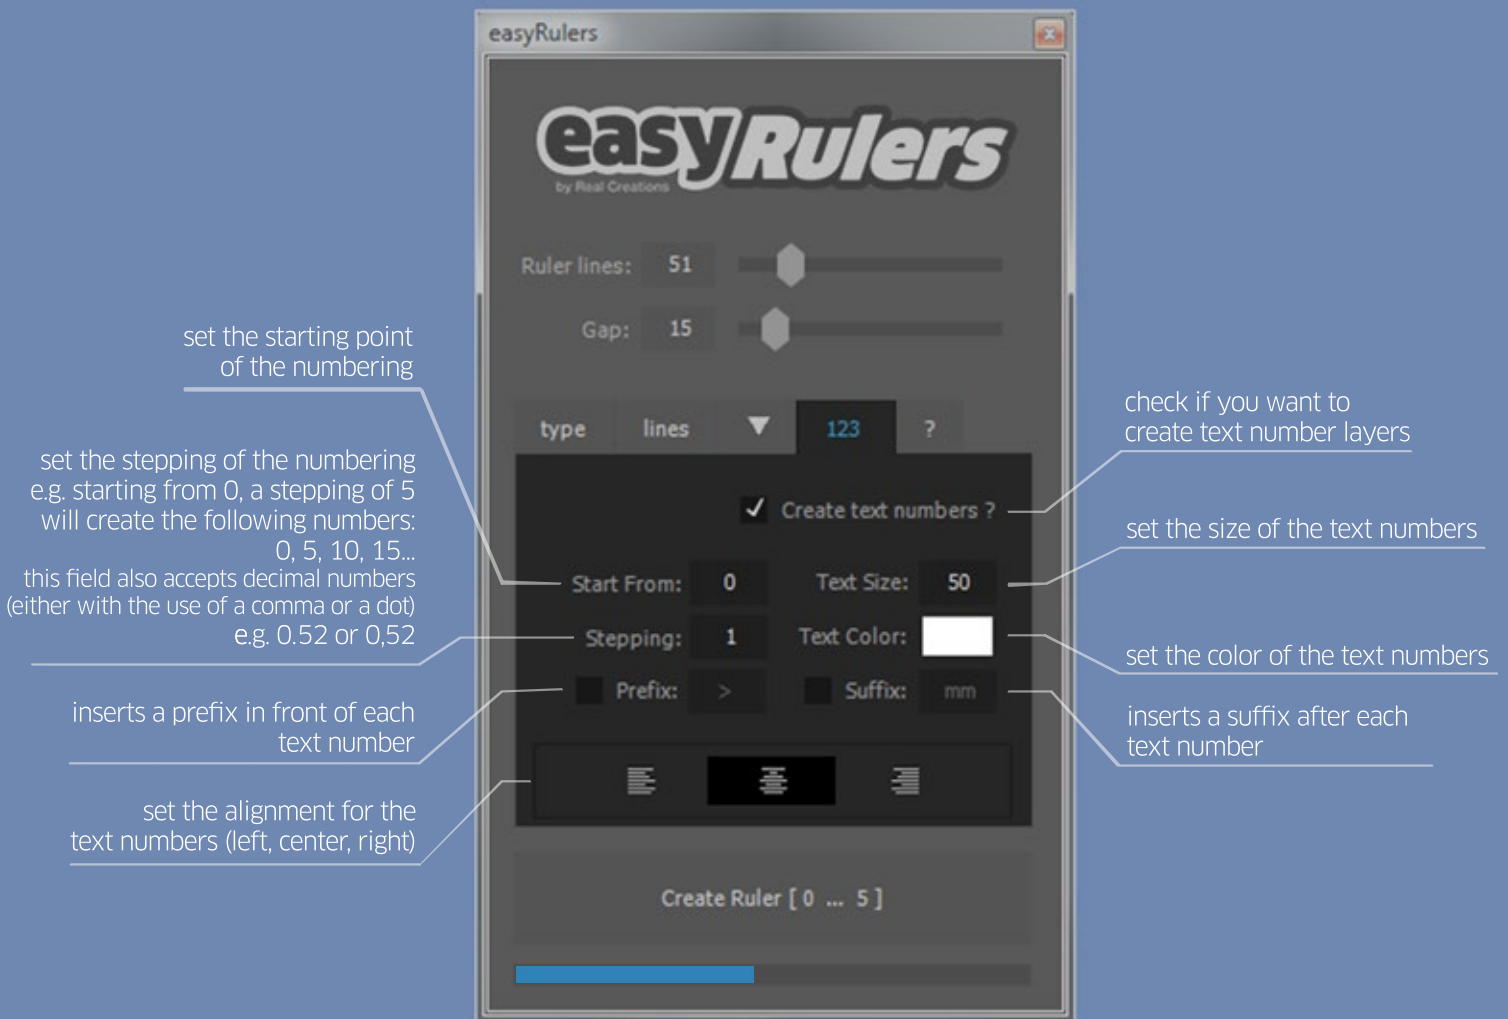 easyRulers
easyRulers
by Real Creations
Ruler lines: 51
Gap: 15
set the starting point
of the numbering
set the stepping of the numbering
e.g. starting from 0, a stepping of 5
will create the following numbers:
0, 5, 10, 15...
this field also accepts decimal numbers
(either with the use of a comma or a dot)
e.g. 0.52 or 0,52
inserts a prefix in front of each
text number
set the alignment for the
text numbers (left, center, right)
type lines ▼ 123 ?
Create text numbers ?
Start From: 0 Text Size: 50
Stepping: 1 Text Color:
Prefix: > Suffix: mm
Create Ruler [ 0 ... 5 ]
check if you want to
create text number layers
set the size of the text numbers
set the color of the text numbers
inserts a suffix after each
text number